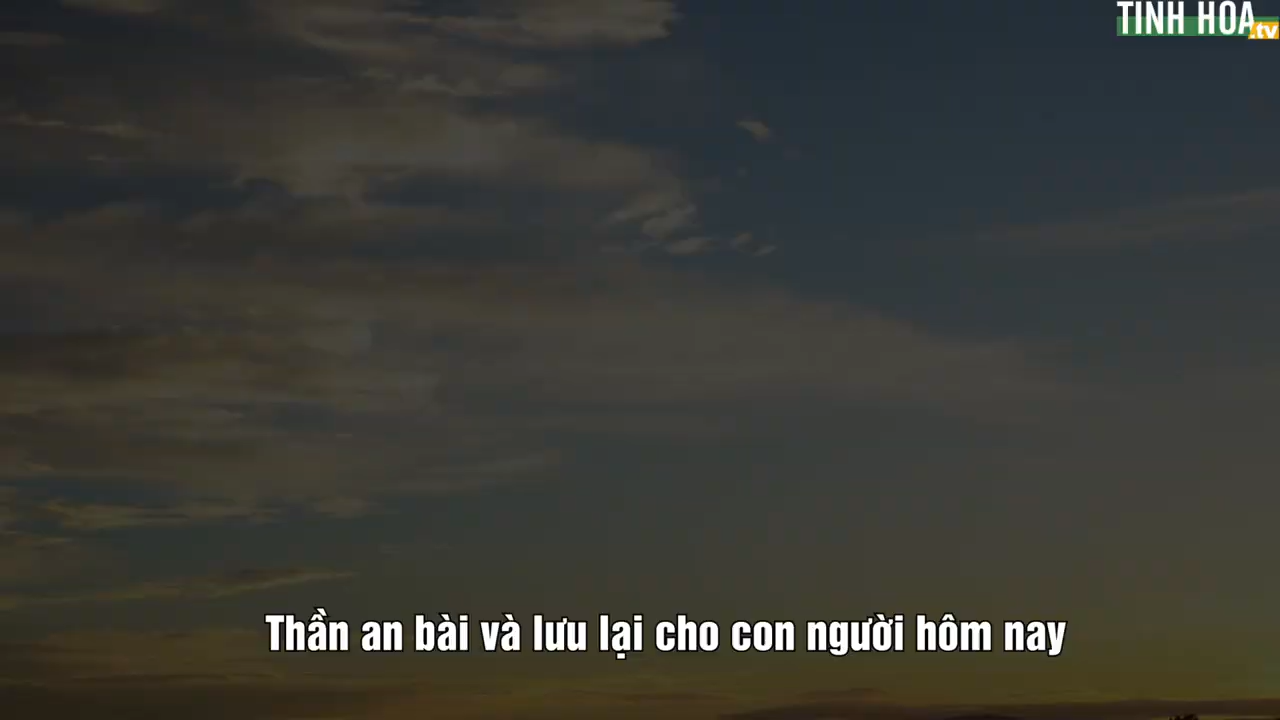 TINH HOA
.tv
Thần an bài và lưu lại cho con người hôm nay